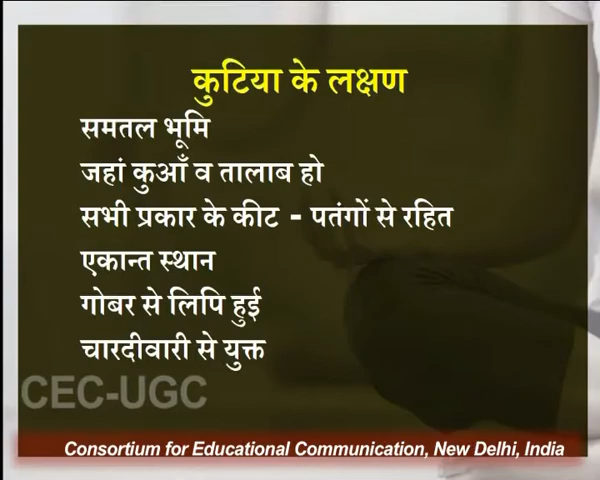 कुटिया के लक्षण
समतल भूमि
जहां कुआँ व तालाब हो
सभी प्रकार के कीट - पतंगों से रहित
एकान्त स्थान
गोबर से लिपि हुई
चारदीवारी से युक्त
CEC-UGC
Consortium for Educational Communication, New Delhi, India